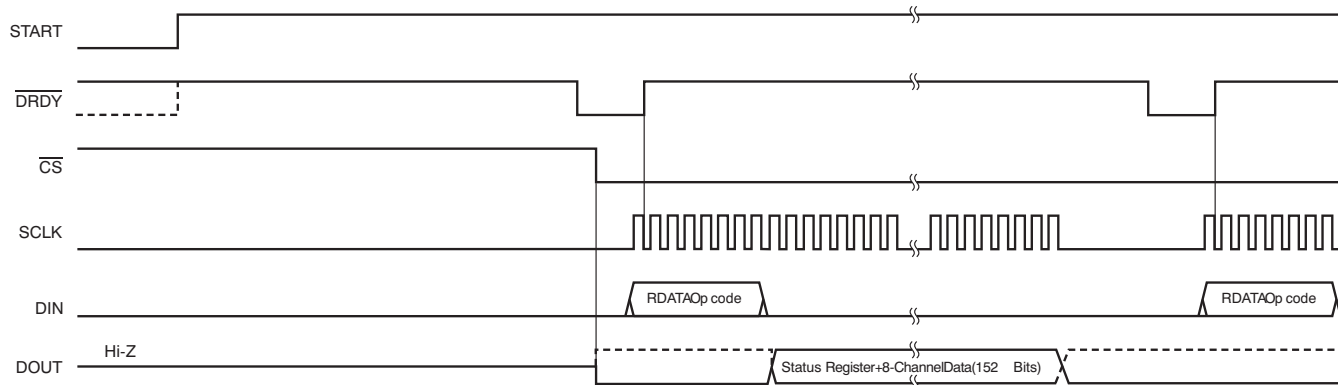 START
DRDY
CS
SCLK
DIN
RDATAOp code
RDATAOp code
Hi-Z
DOUT
Status Register+8-ChannelData(152 Bits)